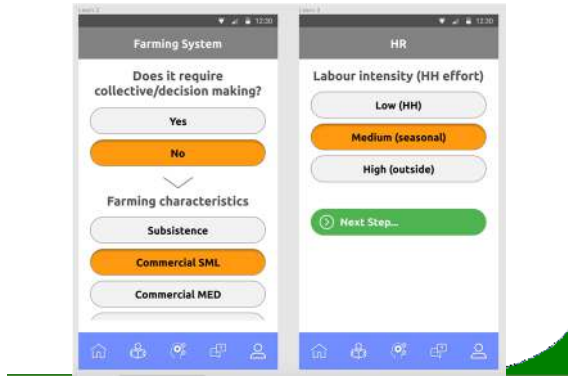 12:30
Farming System
Does it require
collective/decision making?
Yes
No
Farming characteristics
Subsistence
Commercial SML
Commercial MED
12:30
HR
Labour intensity (HH effort)
Low (HH)
Medium (seasonal)
High (outside)
Next Step...